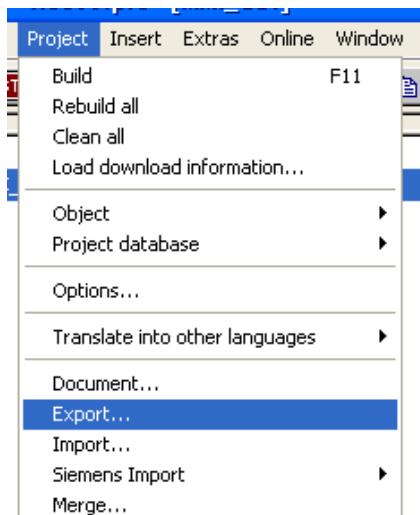 Project Insert Extras Online Window
Build F11
Rebuild all
Clean all
Load download information...
Object
Project database
Options...
Translate into other languages
Document...
Export...
Import...
Siemens Import
Merge...